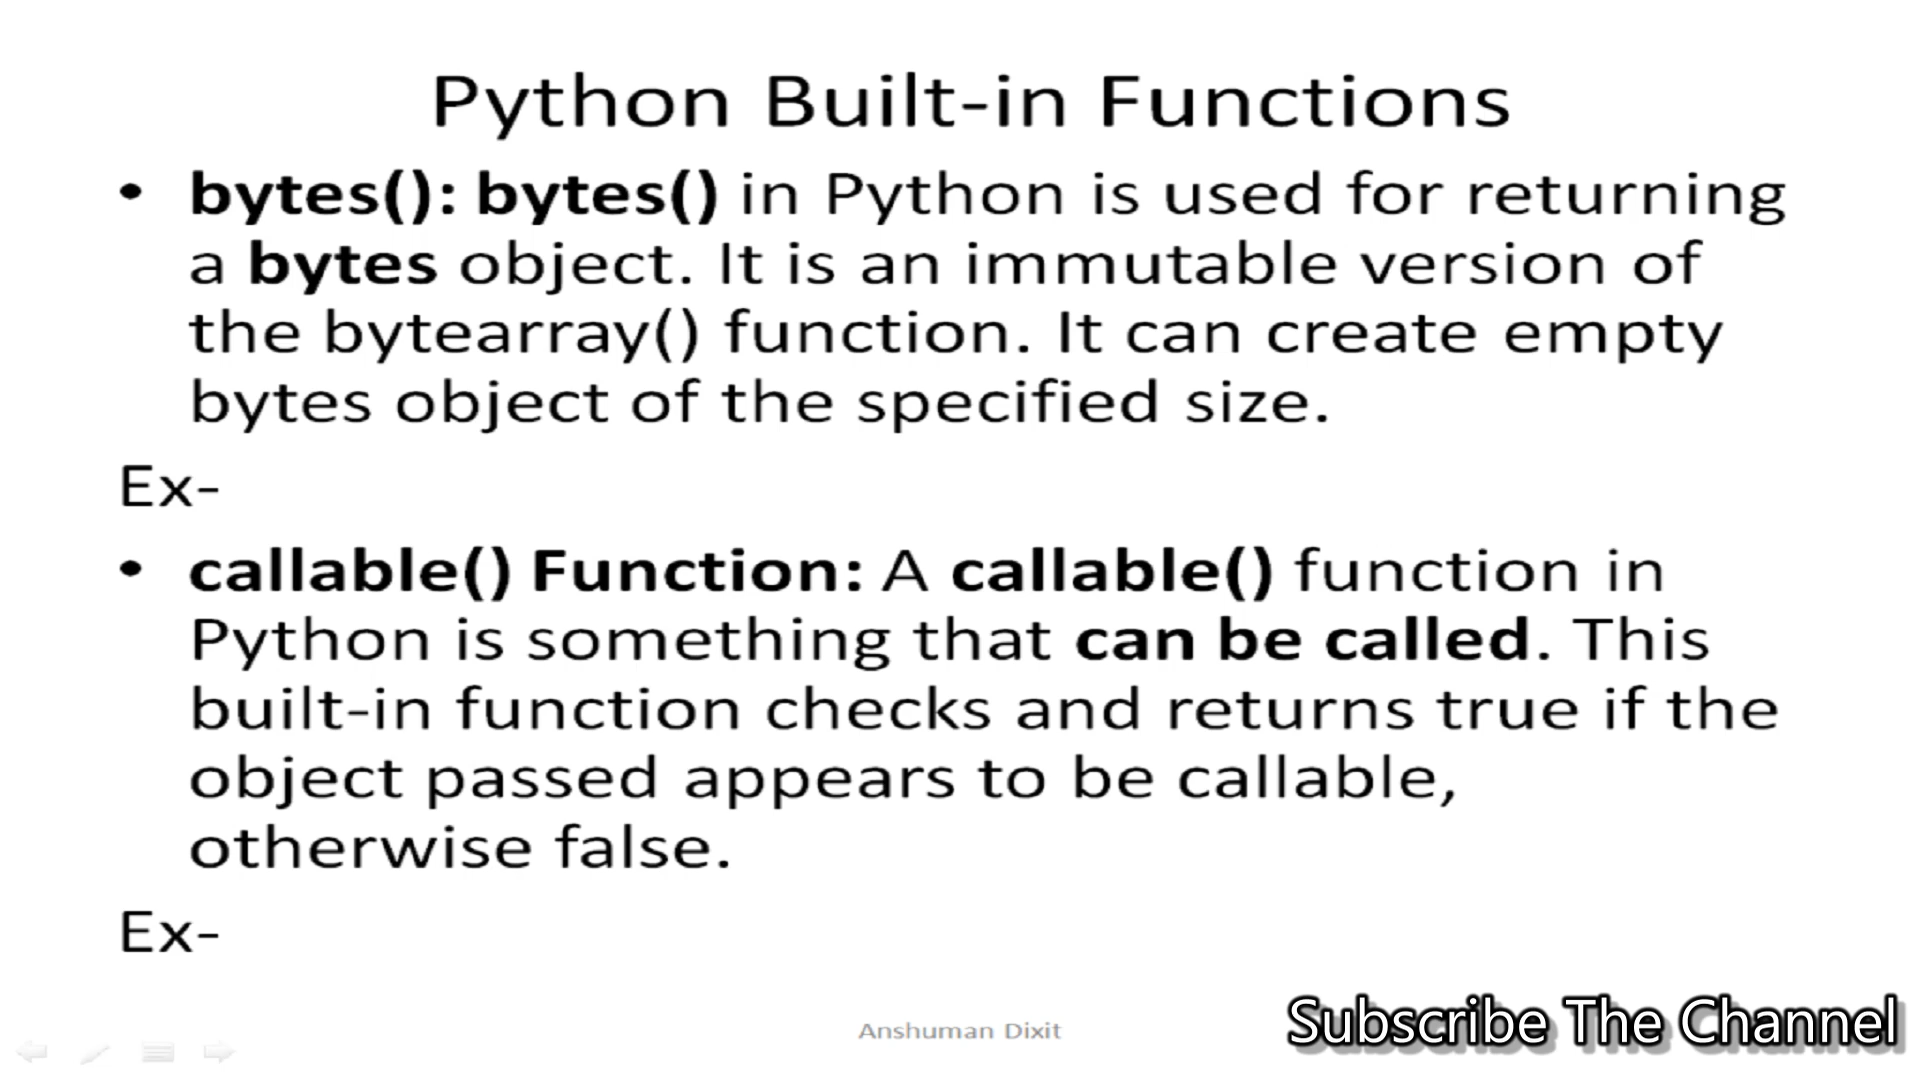 Python Built-in Functions
• bytes(): bytes() in Python is used for returning
a bytes object. It is an immutable version of
the bytearray() function. It can create empty
bytes object of the specified size.
Ex-
• callable() Function: A callable() function in
Python is something that can be called. This
built-in function checks and returns true if the
object passed appears to be callable,
otherwise false.
Ex-
Anshuman Dixit
Subscribe The Channel